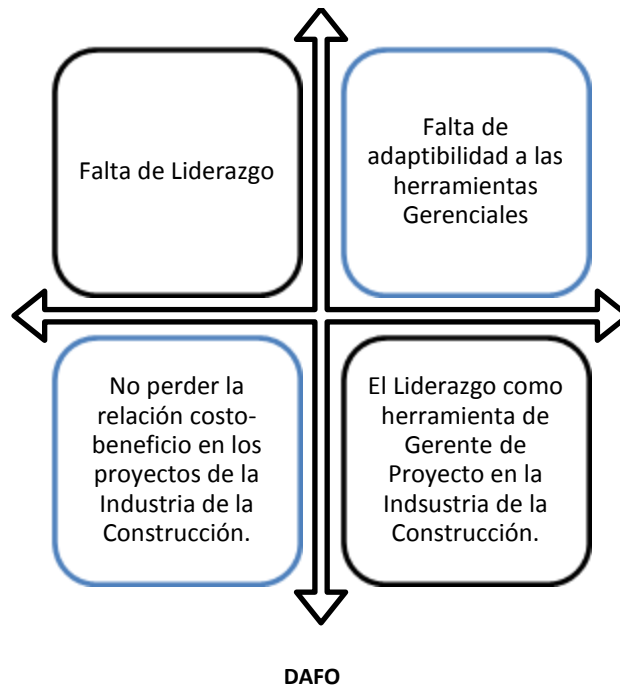 Falta de Liderazgo
Falta de
adaptibilidad a las
herramientas
Gerenciales
No perder la
relación costo-
beneficio en los
proyectos de la
Industria de la
Construcción.
El Liderazgo como
herramienta de
Gerente de
Proyecto en la
Indsustria de la
Construcción.
DAFO